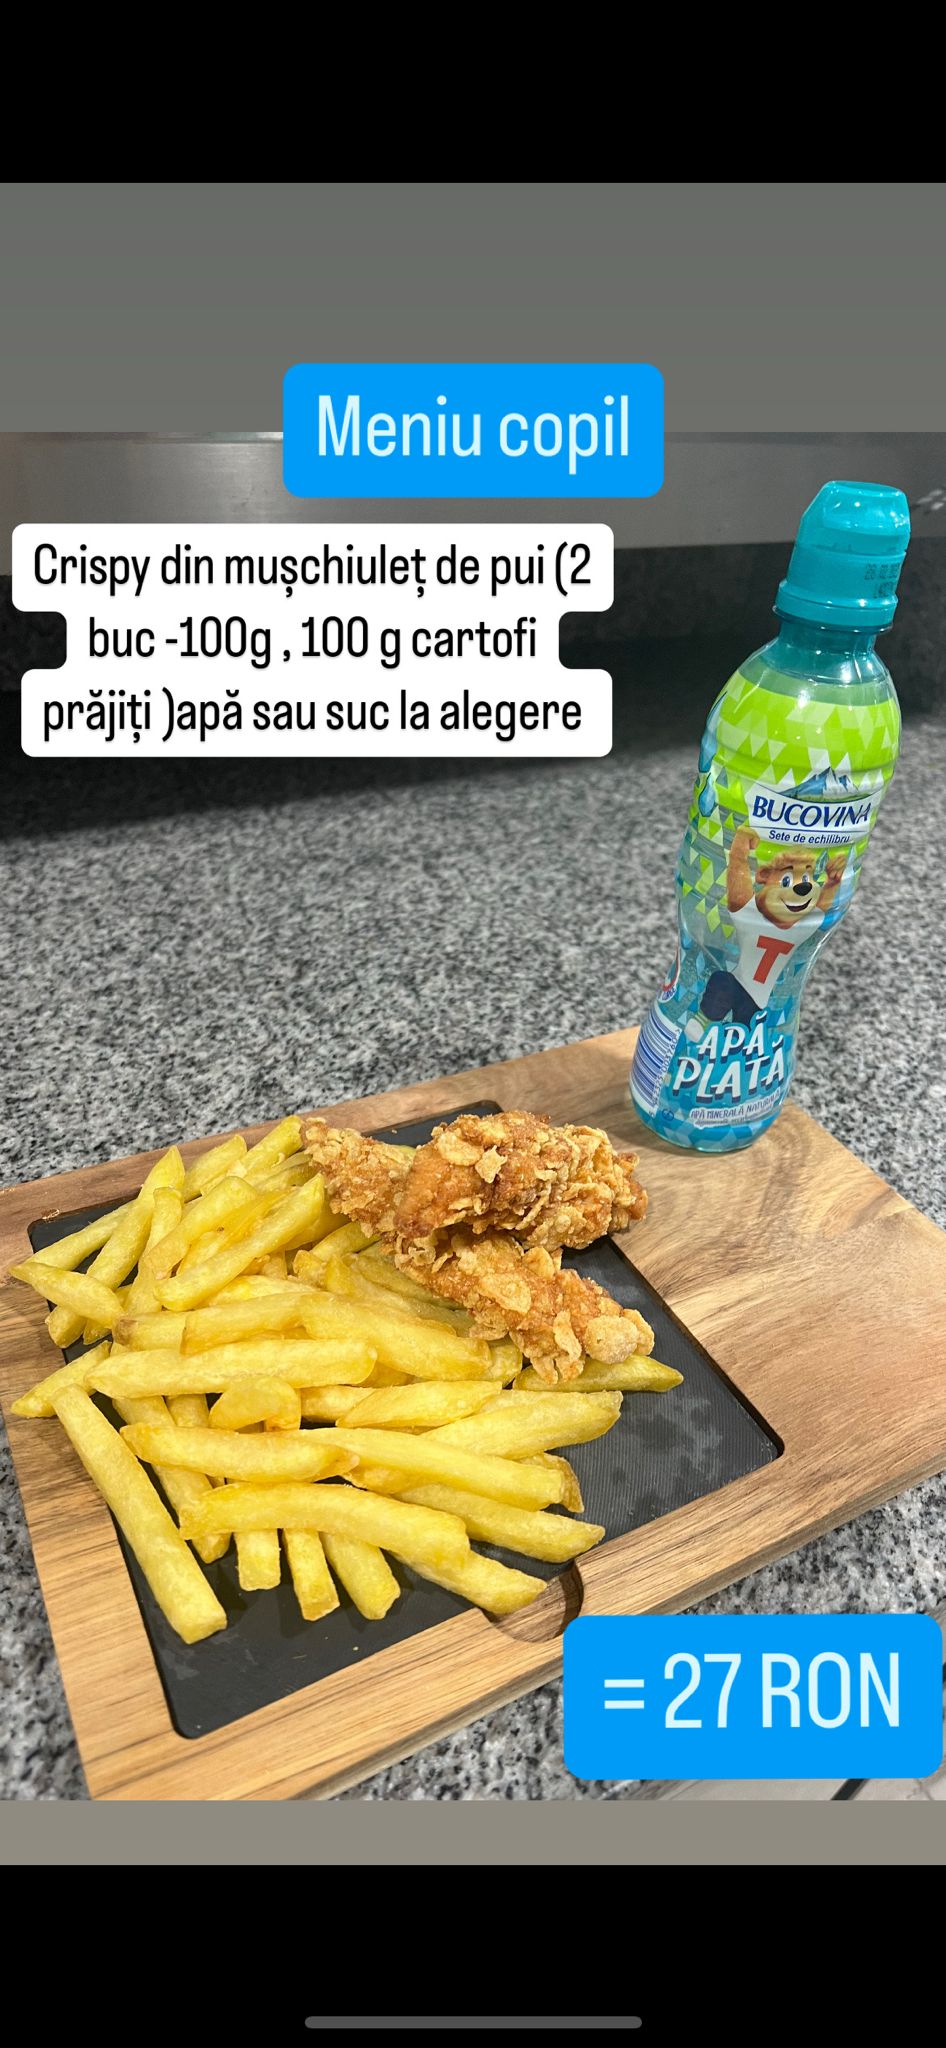 Meniu copil
Crispy din mușchiuleț de pui (2
buc -100g , 100 g cartofi
prăjiți )apă sau suc la alegere
BUCOVINA
Sete de echilibru
T
APĂ
PLATĂ
APĂ MINERALĂ NATURALĂ
= 27 RON